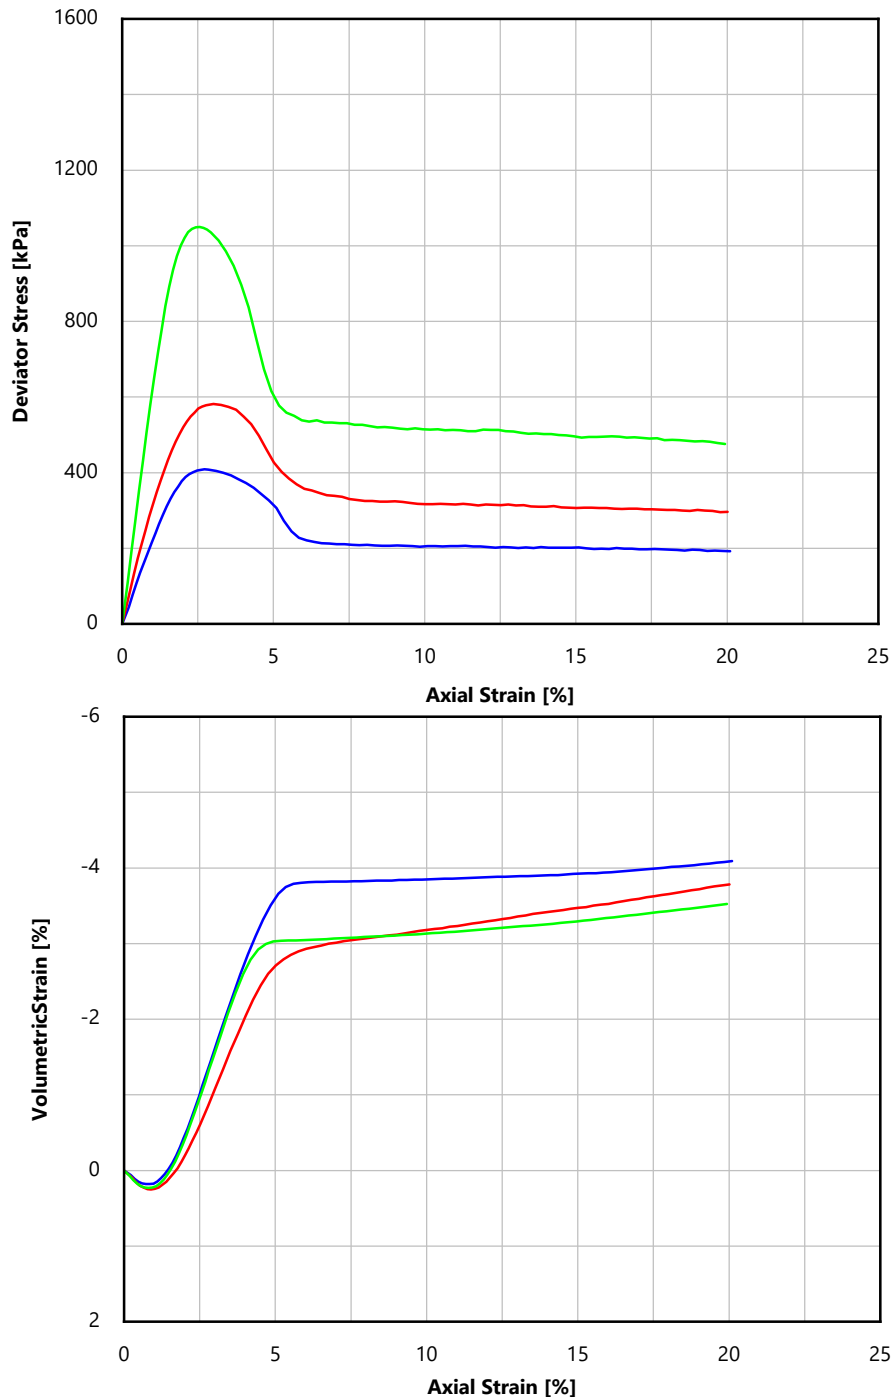 1600
1200
800
400
0
Deviator Stress [kPa]
0 5 10 15 20 25
Axial Strain [%]
-6
-4
-2
0
2
VolumetricStrain [%]
0 5 10 15 20 25
Axial Strain [%]